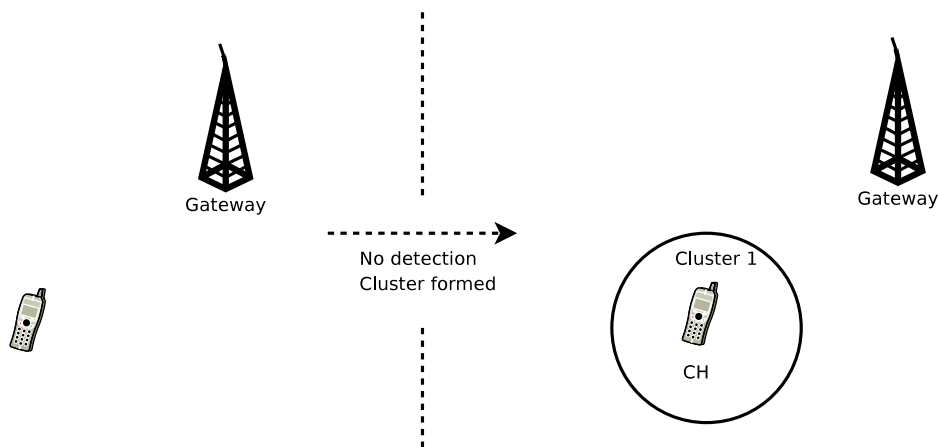 Gateway
No detection
Cluster formed
Gateway
Cluster 1
CH